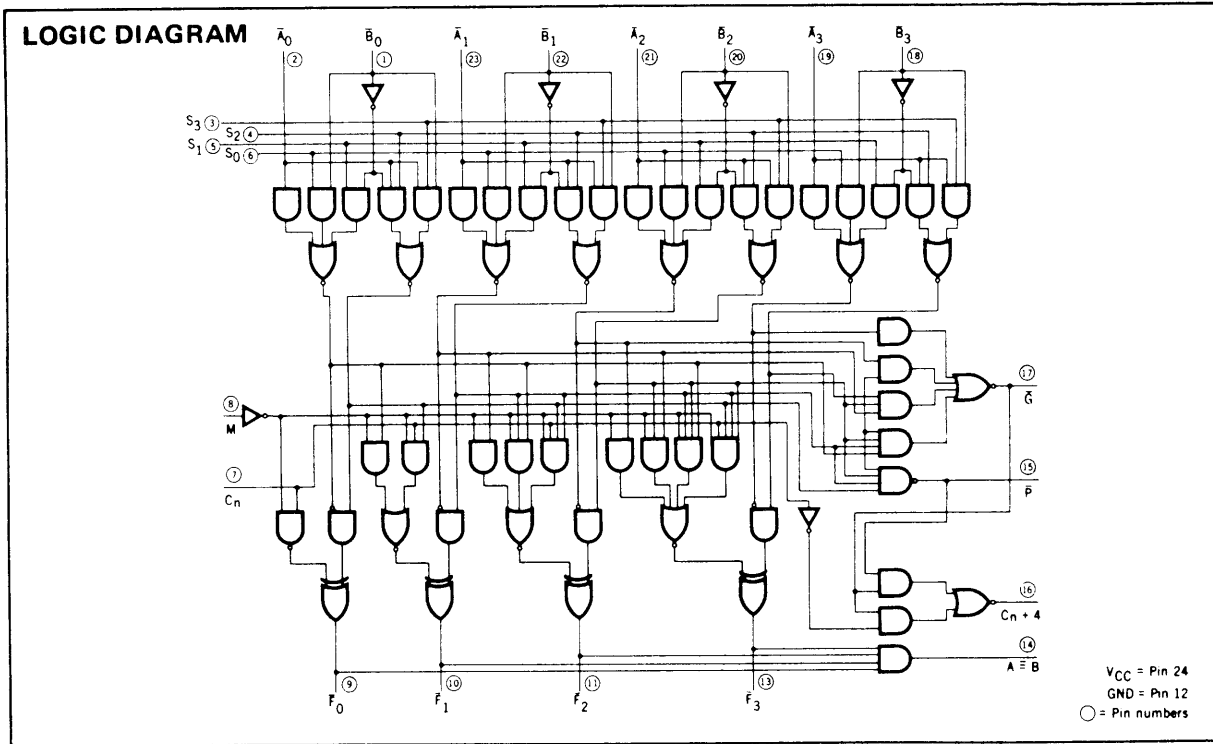 LOGIC DIAGRAM
Ā0 B̄0 Ā1 B̄1 Ā2 B̄2 Ā3 B̄3
2 1 23 22 21 20 19 18
S3 3
S2 4
S1 5
S0 6
8
M
7
Cn
17
Ḡ
15
P̄
16
Cn + 4
14
A = B
9 10 11 13
F̄0 F̄1 F̄2 F̄3
VCC = Pin 24
GND = Pin 12
◯ = Pin numbers